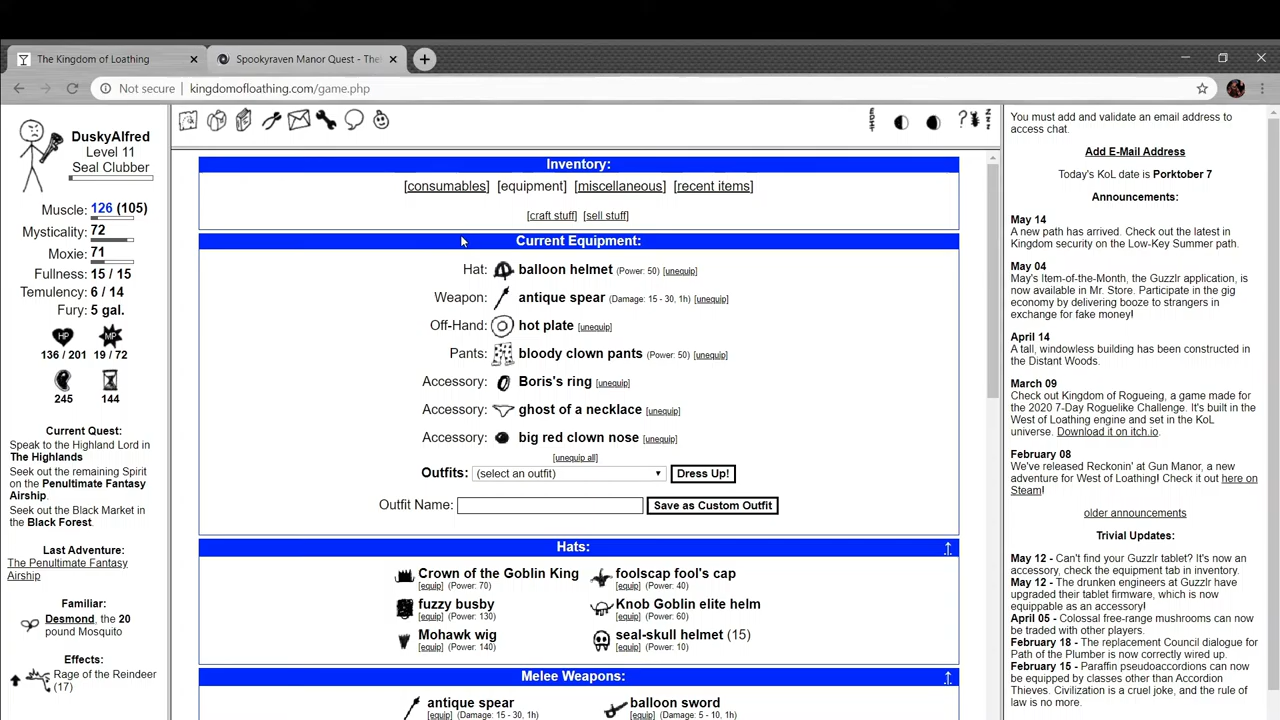 The Kingdom of Loathing
Spookyraven Manor Quest - The
Not secure | kingdomofloathing.com/game.php
DuskyAlfred
Level 11
Seal Clubber
Muscle: 126 (105)
Mysticality: 72
Moxie: 71
Fullness: 15 / 15
Temulency: 6 / 14
Fury: 5 gal.
HP MP
136 / 201 19 / 72
245 144
Current Quest:
Speak to the Highland Lord in
The Highlands
Seek out the remaining Spirit
on the Penultimate Fantasy
Airship.
Seek out the Black Market in
the Black Forest.
Last Adventure:
The Penultimate Fantasy
Airship
Familiar:
Desmond, the 20
pound Mosquito
Effects:
Rage of the Reindeer
(17)
EDIT
? Zzz
Inventory:
[consumables] [equipment] [miscellaneous] [recent items]
[craft stuff] [sell stuff]
Current Equipment:
Hat: balloon helmet (Power: 50) [unequip]
Weapon: antique spear (Damage: 15 - 30, 1h) [unequip]
Off-Hand: hot plate [unequip]
Pants: bloody clown pants (Power: 50) [unequip]
Accessory: Boris's ring [unequip]
Accessory: ghost of a necklace [unequip]
Accessory: big red clown nose [unequip]
[unequip all]
Outfits: (select an outfit) Dress Up!
Outfit Name: Save as Custom Outfit
Hats:
Crown of the Goblin King foolscap fool's cap
[equip] (Power: 70) [equip] (Power: 40)
fuzzy busby Knob Goblin elite helm
[equip] (Power: 130) [equip] (Power: 60)
Mohawk wig seal-skull helmet (15)
[equip] (Power: 140) [equip] (Power: 10)
Melee Weapons:
antique spear balloon sword
[equip] (Damage: 15 - 30, 1h) [equip] (Damage: 5 - 10, 1h)
You must add and validate an email address to
access chat.
Add E-Mail Address
Today's KoL date is Porktober 7
Announcements:
May 14
A new path has arrived. Check out the latest in
Kingdom security on the Low-Key Summer path.
May 04
May's Item-of-the-Month, the Guzzlr application, is
now available in Mr. Store. Participate in the gig
economy by delivering booze to strangers in
exchange for fake money!
April 14
A tall, windowless building has been constructed in
the Distant Woods.
March 09
Check out Kingdom of Rogueing, a game made for
the 2020 7-Day Roguelike Challenge. It's built in the
West of Loathing engine and set in the KoL
universe. Download it on itch.io.
February 08
We've released Reckonin' at Gun Manor, a new
adventure for West of Loathing! Check it out here on
Steam!
older announcements
Trivial Updates:
May 12 - Can't find your Guzzlr tablet? It's now an
accessory, check the equipment tab in inventory.
May 12 - The drunken engineers at Guzzlr have
upgraded their tablet firmware, which is now
equippable as an accessory!
April 05 - Colossal free-range mushrooms can now
be traded with other players.
February 18 - The replacement Council dialogue for
Path of the Plumber is now correctly wired up.
February 15 - Paraffin pseudoaccordions can now
be equipped by classes other than Accordion
Thieves. Civilization is a cruel joke, and the rule of
law is no more.